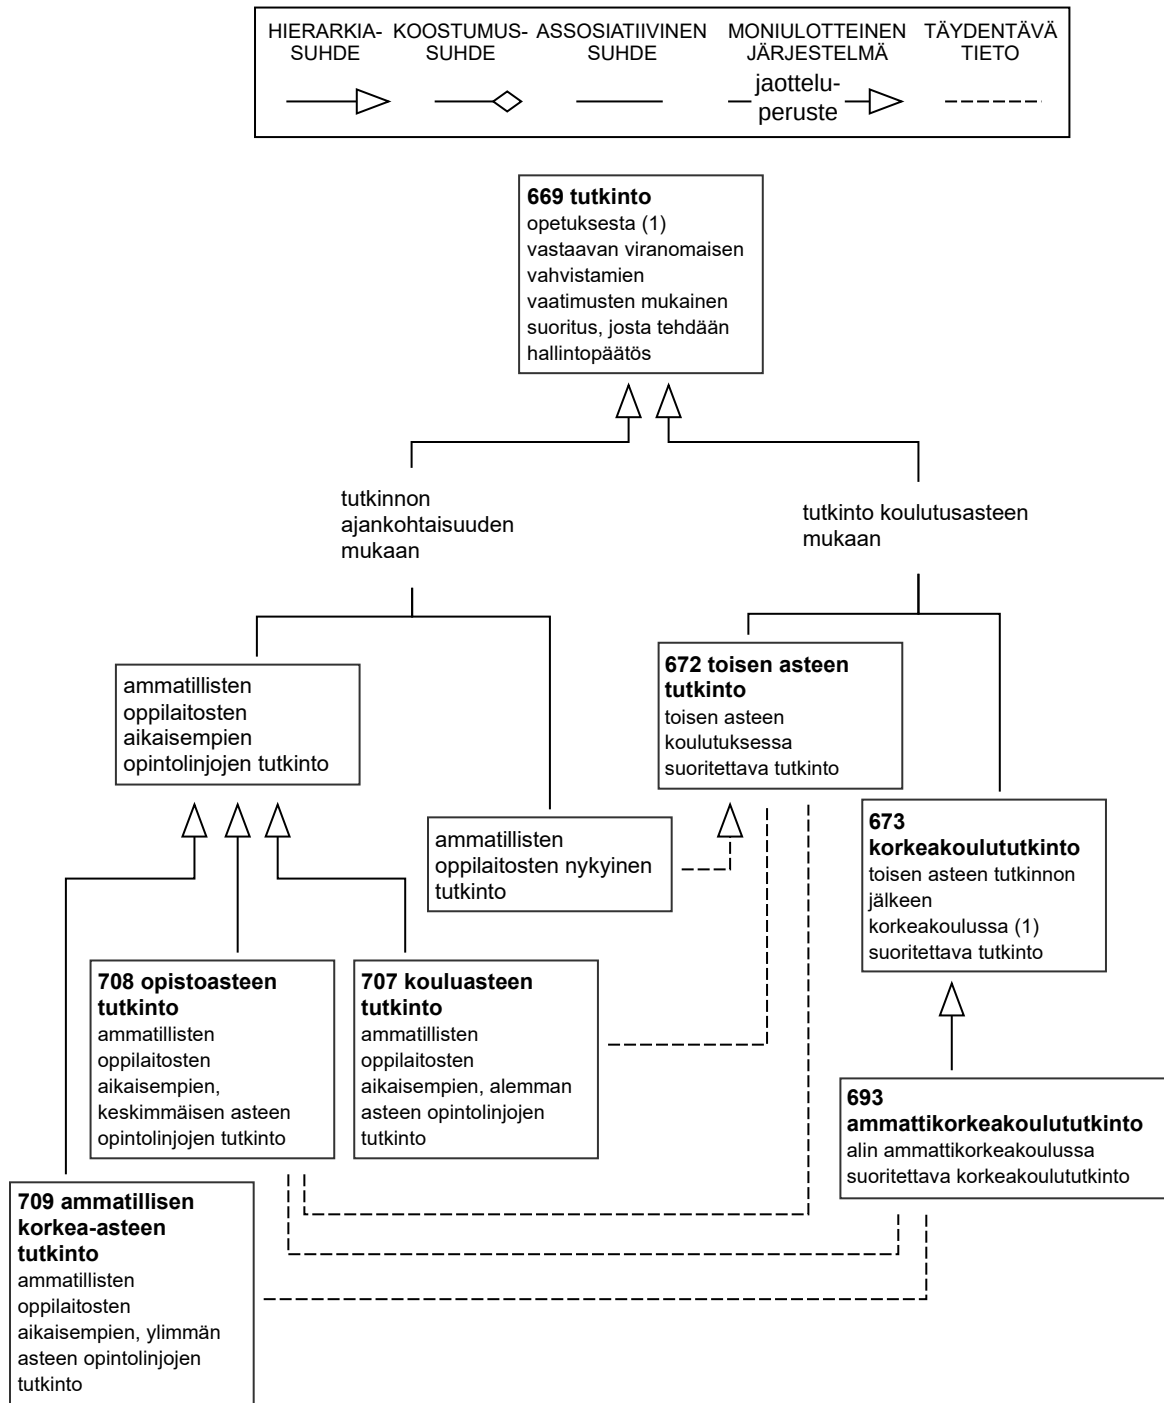 HIERARKIA-
SUHDE
KOOSTUMUS-
SUHDE
ASSOSIATIIVINEN
SUHDE
MONIULOTTEINEN
JÄRJESTELMÄ
TÄYDENTÄVÄ
TIETO
jaottelu-
peruste
669 tutkinto
opetuksesta (1)
vastaavan viranomaisen
vahvistamien
vaatimusten mukainen
suoritus, josta tehdään
hallintopäätös
tutkinnon
ajankohtaisuuden
mukaan
tutkinto koulutusasteen
mukaan
ammatillisten
oppilaitosten
aikaisempien
opintolinjojen tutkinto
672 toisen asteen
tutkinto
toisen asteen
koulutuksessa
suoritettava tutkinto
ammatillisten
oppilaitosten nykyinen
tutkinto
673
korkeakoulututkinto
toisen asteen tutkinnon
jälkeen
korkeakoulussa (1)
suoritettava tutkinto
708 opistoasteen
tutkinto
ammatillisten
oppilaitosten
aikaisempien,
keskimmäisen asteen
opintolinjojen tutkinto
707 kouluasteen
tutkinto
ammatillisten
oppilaitosten
aikaisempien, alemman
asteen opintolinjojen
tutkinto
693
ammattikorkeakoulututkinto
alin ammattikorkeakoulussa
suoritettava korkeakoulututkinto
709 ammatillisen
korkea-asteen
tutkinto
ammatillisten
oppilaitosten
aikaisempien, ylimmän
asteen opintolinjojen
tutkinto